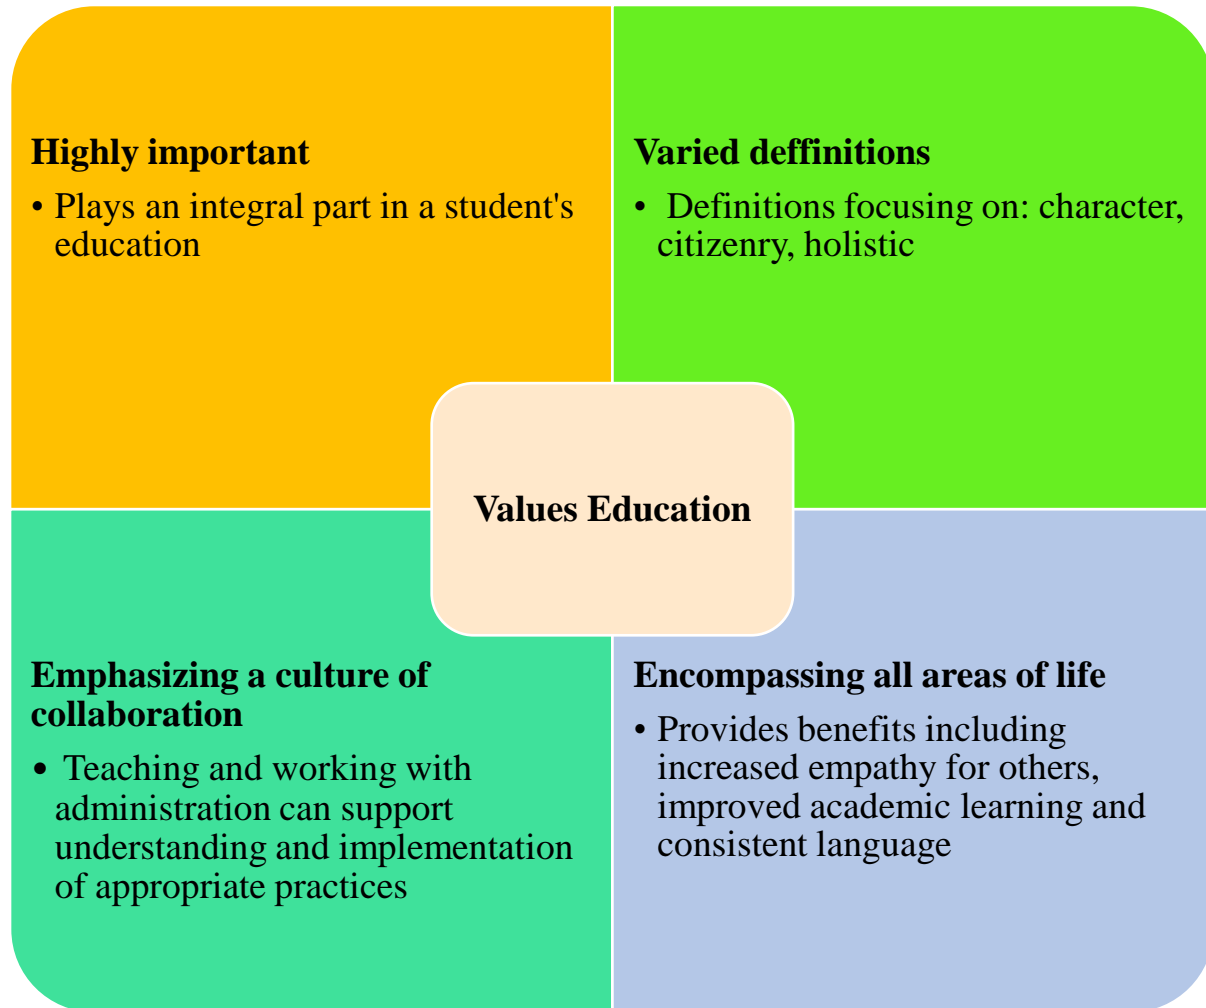 Highly important
• Plays an integral part in a student's
education
Varied deffinitions
• Definitions focusing on: character,
citizenry, holistic
Values Education
Emphasizing a culture of
collaboration
• Teaching and working with
administration can support
understanding and implementation
of appropriate practices
Encompassing all areas of life
• Provides benefits including
increased empathy for others,
improved academic learning and
consistent language